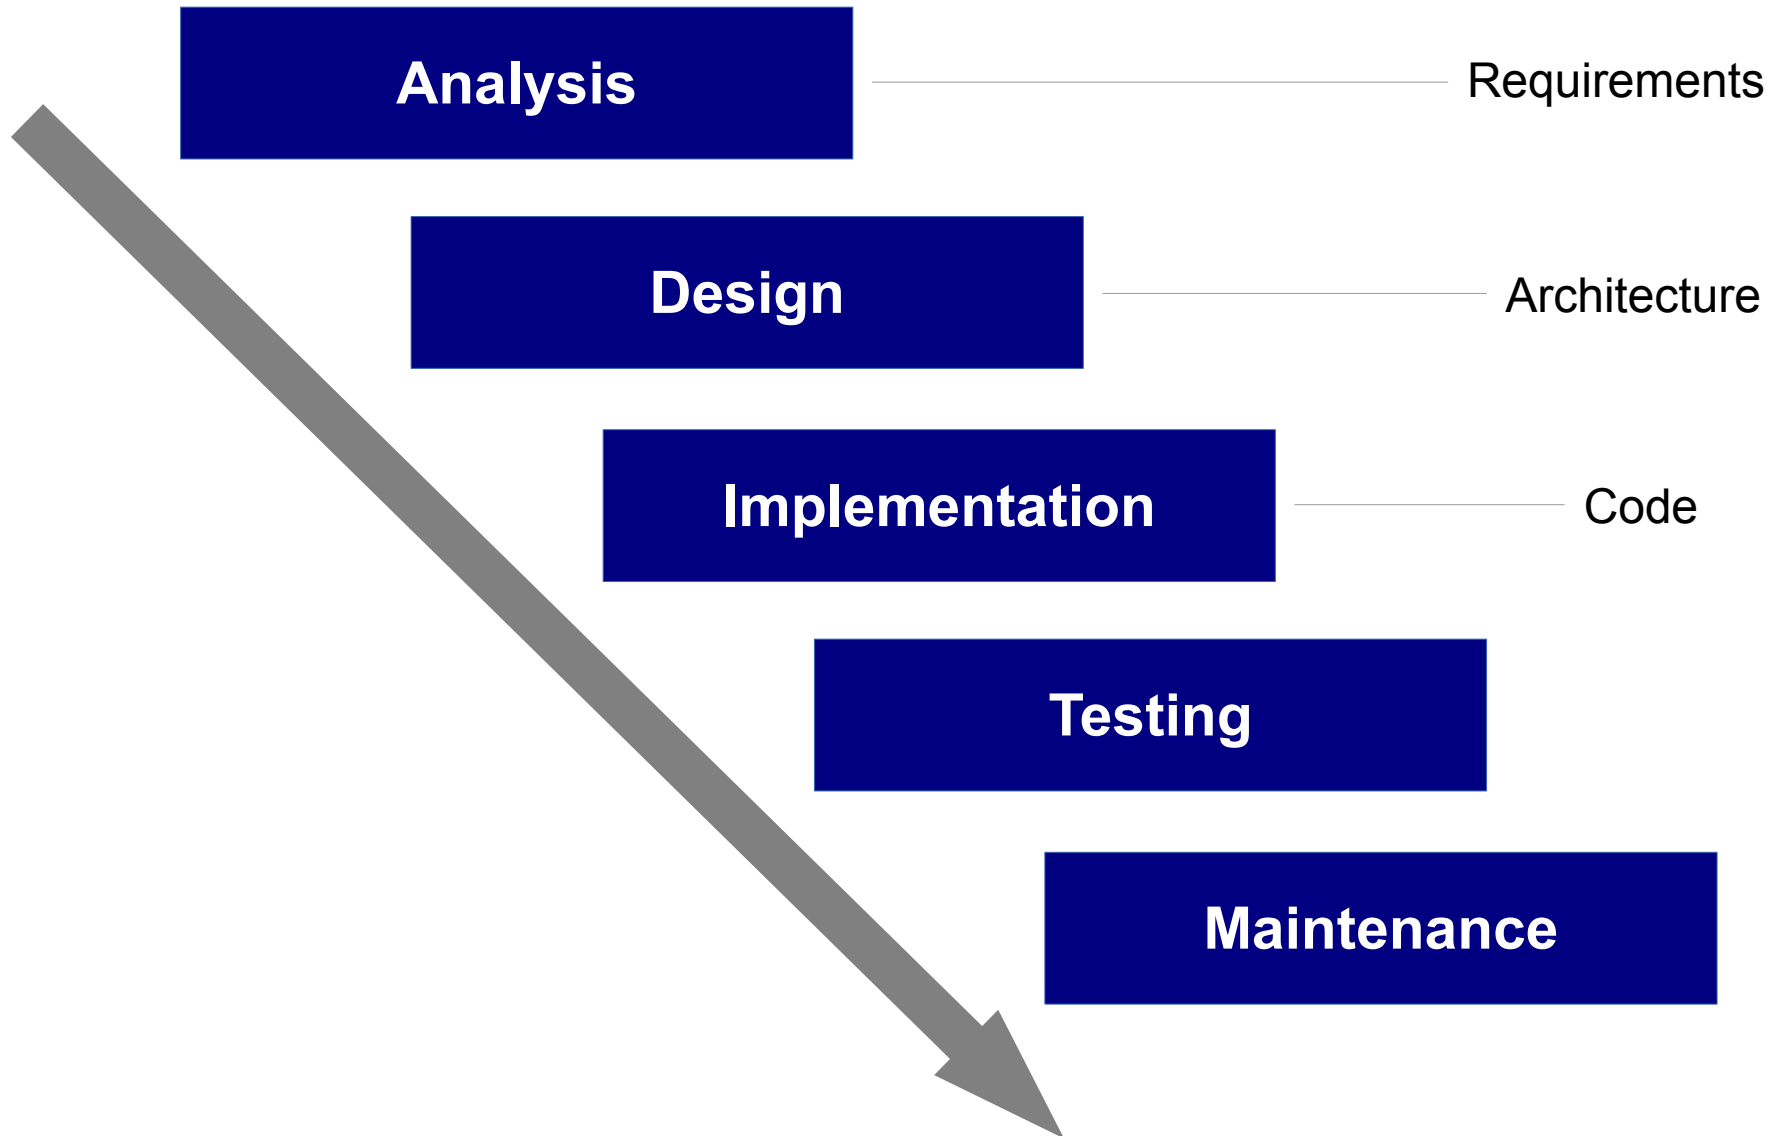 Analysis
Requirements
Design
Architecture
Implementation
Code
Testing
Maintenance